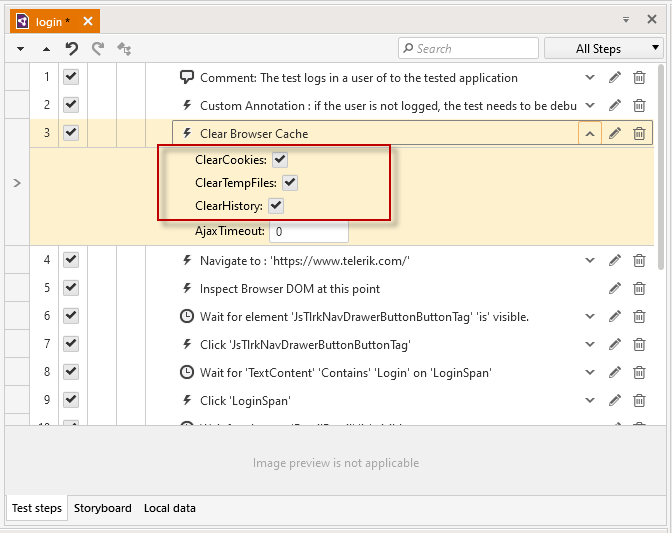 login *
Search
All Steps
1 Comment: The test logs in a user of to the tested application
2 Custom Annotation : if the user is not logged, the test needs to be debu
3 Clear Browser Cache
ClearCookies:
ClearTempFiles:
ClearHistory:
AjaxTimeout: 0
4 Navigate to : 'https://www.telerik.com/'
5 Inspect Browser DOM at this point
6 Wait for element 'JsTlrkNavDrawerButtonButtonTag' 'is' visible.
7 Click 'JsTlrkNavDrawerButtonButtonTag'
8 Wait for 'TextContent' 'Contains' 'Login' on 'LoginSpan'
9 Click 'LoginSpan'
Image preview is not applicable
Test steps Storyboard Local data